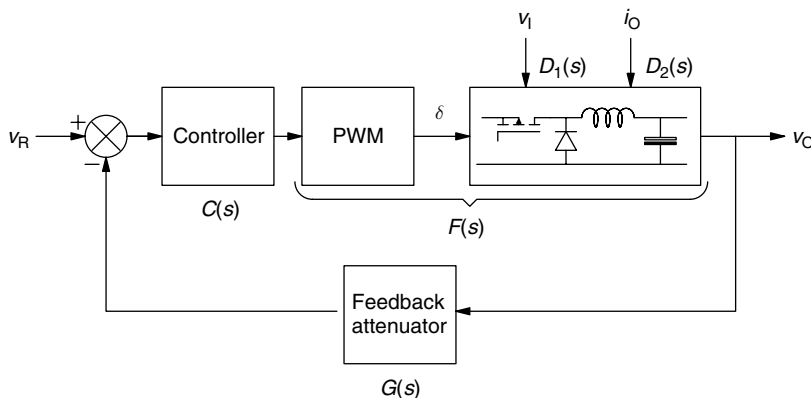 v_I i_O
D_1(s) D_2(s)
+
v_R Controller PWM δ v_O
−
C(s)
F(s)
Feedback
attenuator
G(s)